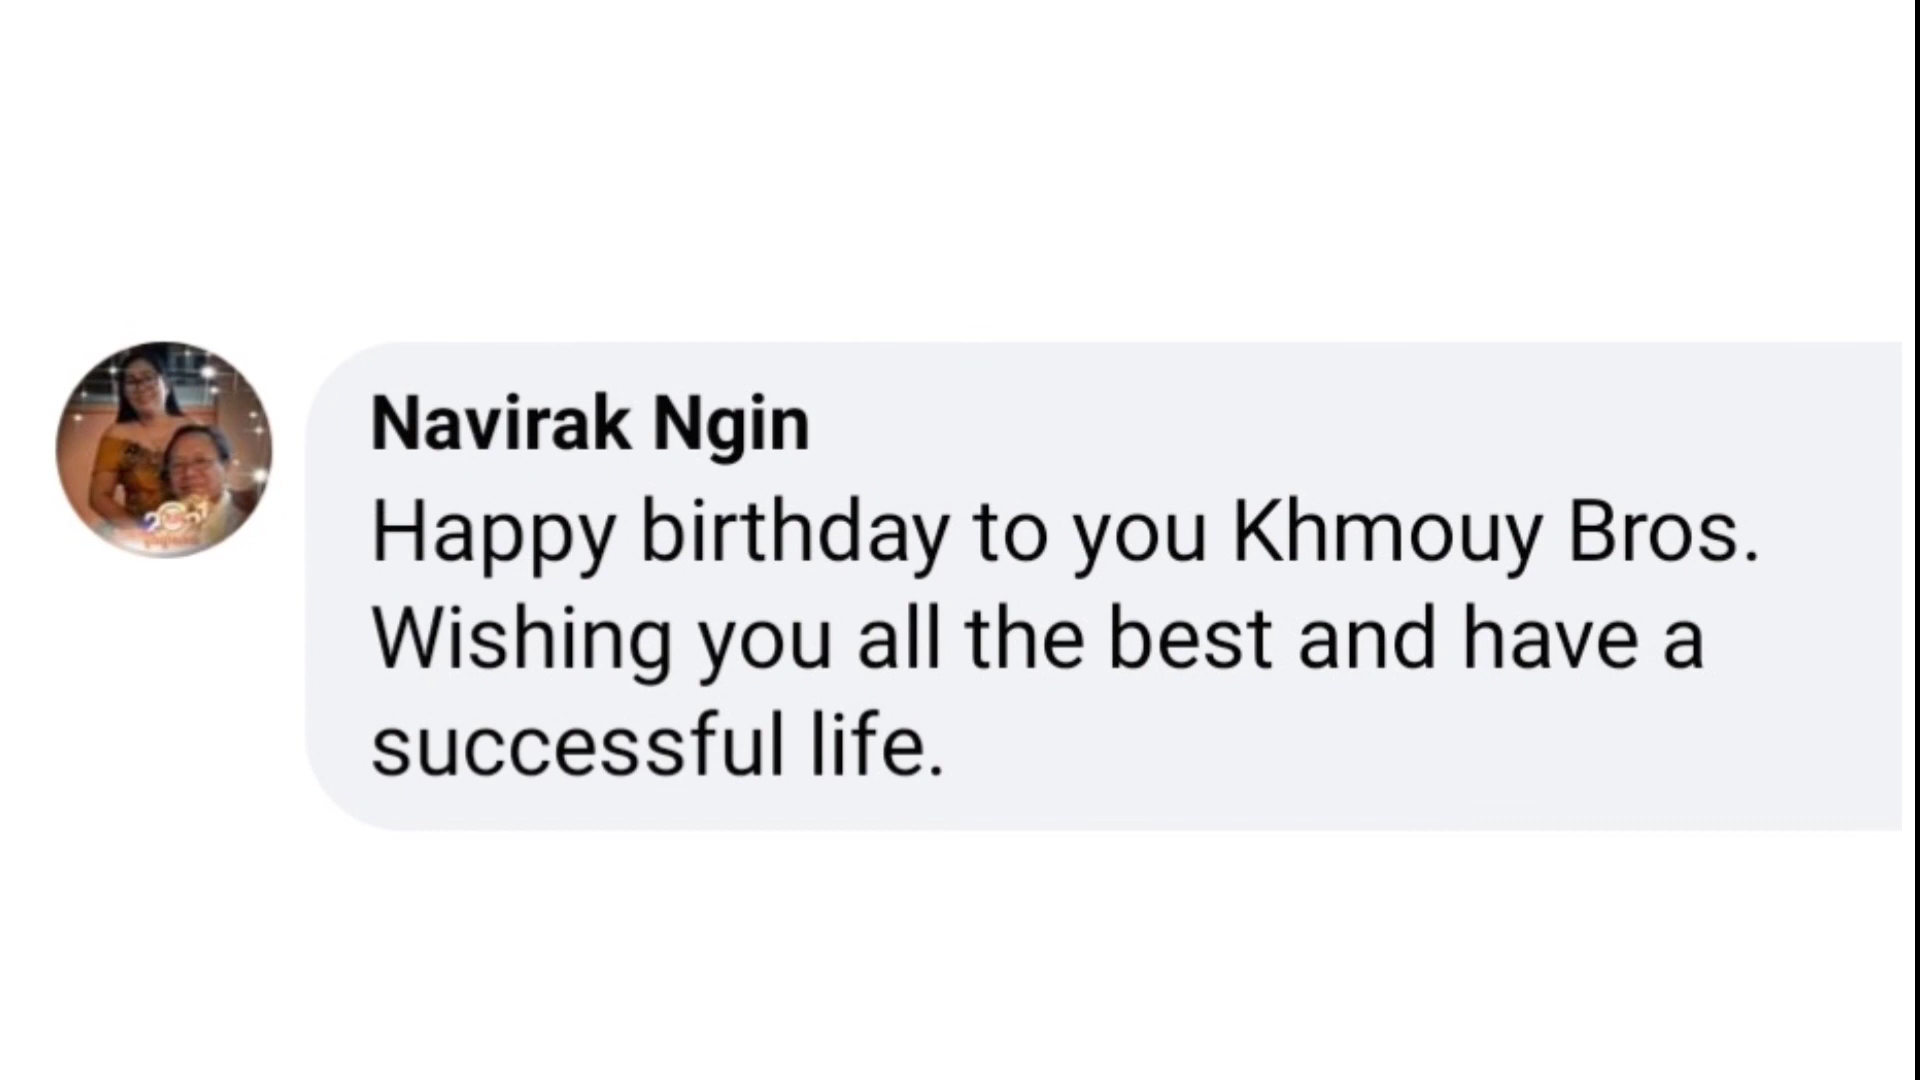 Navirak Ngin
Happy birthday to you Khmouy Bros.
Wishing you all the best and have a
successful life.